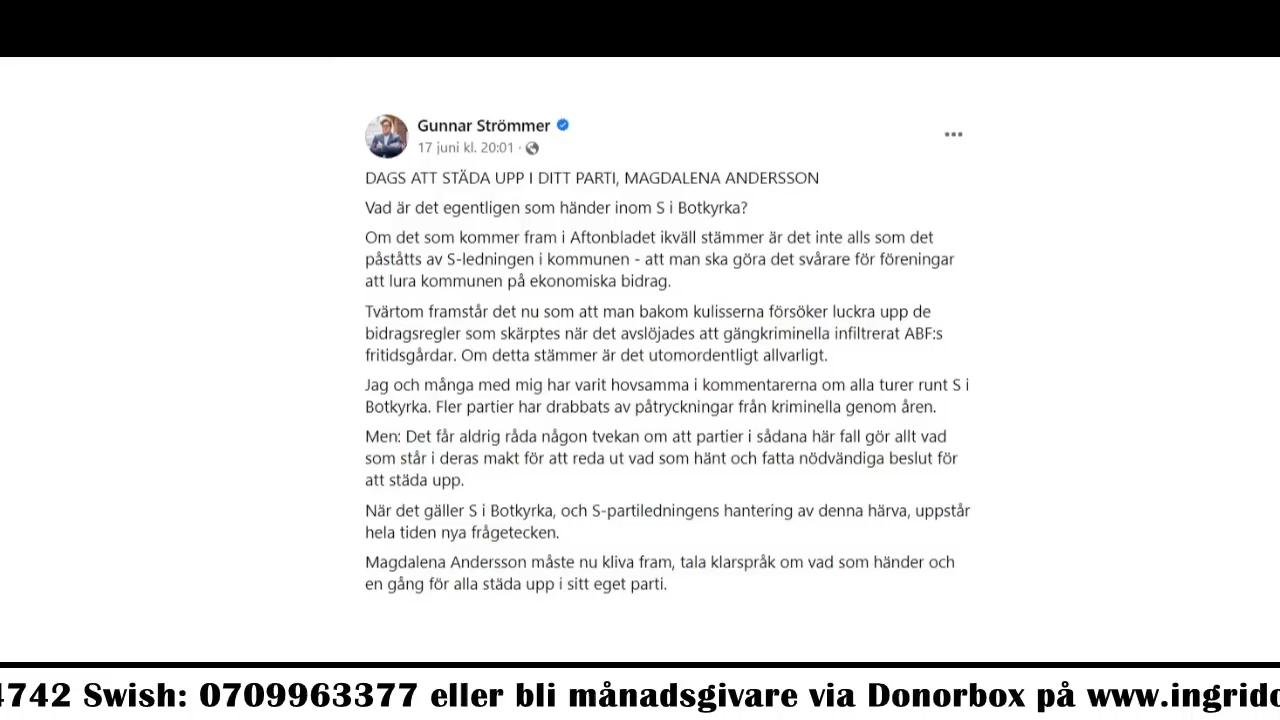 Gunnar Strömmer
17 juni kl. 20:01 ·
DAGS ATT STÄDA UPP I DITT PARTI, MAGDALENA ANDERSSON
Vad är det egentligen som händer inom S i Botkyrka?
Om det som kommer fram i Aftonbladet ikväll stämmer är det inte alls som det
påståtts av S-ledningen i kommunen - att man ska göra det svårare för föreningar
att lura kommunen på ekonomiska bidrag.
Tvärtom framstår det nu som att man bakom kulisserna försöker luckra upp de
bidragsregler som skärptes när det avslöjades att gängkriminella infiltrerat ABF:s
fritidsgårdar. Om detta stämmer är det utomordentligt allvarligt.
Jag och många med mig har varit hovsamma i kommentarerna om alla turer runt S i
Botkyrka. Fler partier har drabbats av påtryckningar från kriminella genom åren.
Men: Det får aldrig råda någon tvekan om att partier i sådana här fall gör allt vad
som står i deras makt för att reda ut vad som hänt och fatta nödvändiga beslut för
att städa upp.
När det gäller S i Botkyrka, och S-partiledningens hantering av denna härva, uppstår
hela tiden nya frågetecken.
Magdalena Andersson måste nu kliva fram, tala klarspråk om vad som händer och
en gång för alla städa upp i sitt eget parti.
4742 Swish: 0709963377 eller bli månadsgivare via Donorbox på www.ingrid